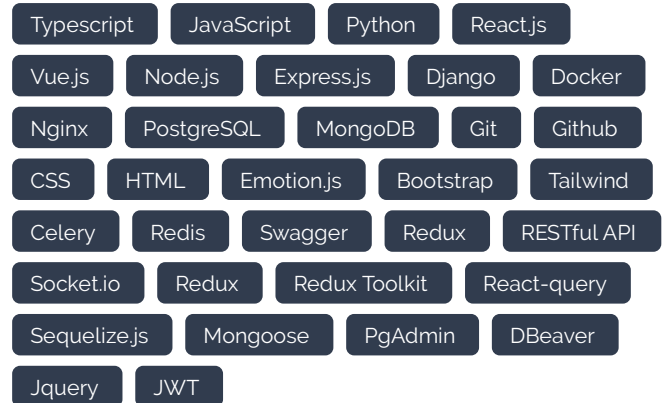 Typescript JavaScript Python React.js
Vue.js Node.js Express.js Django Docker
Nginx PostgreSQL MongoDB Git Github
CSS HTML Emotion.js Bootstrap Tailwind
Celery Redis Swagger Redux RESTful API
Socket.io Redux Redux Toolkit React-query
Sequelize.js Mongoose PgAdmin DBeaver
Jquery JWT